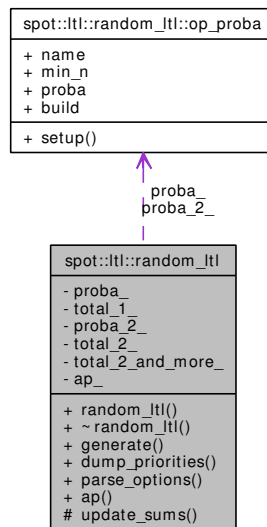 spot::ltl::random_ltl::op_proba
+ name
+ min_n
+ proba
+ build
+ setup()
proba_
proba_2_
spot::ltl::random_ltl
- proba_
- total_1_
- proba_2_
- total_2_
- total_2_and_more_
- ap_
+ random_ltl()
+ ~random_ltl()
+ generate()
+ dump_priorities()
+ parse_options()
+ ap()
# update_sums()